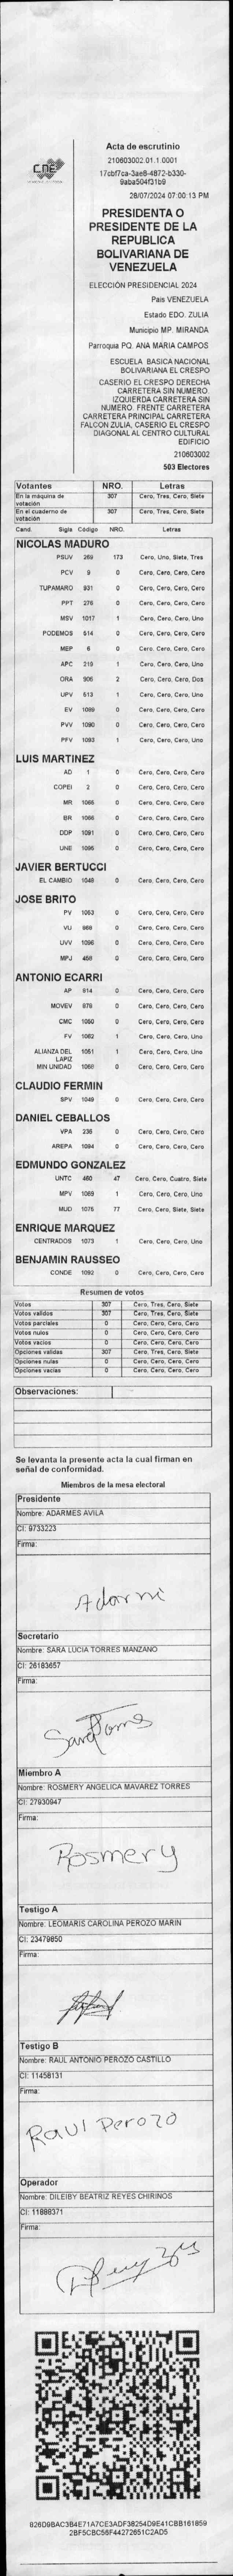 CNE
Acta de escrutinio
210603002.01.1.0001
17cbf7ca-3ae8-4872-b330-
9aba504f31b9
28/07/2024 07:00:13 PM
PRESIDENTA O
PRESIDENTE DE LA
REPUBLICA
BOLIVARIANA DE
VENEZUELA
ELECCIÓN PRESIDENCIAL 2024
Pais VENEZUELA
Estado EDO. ZULIA
Municipio MP. MIRANDA
Parroquia PQ. ANA MARIA CAMPOS
ESCUELA BASICA NACIONAL
BOLIVARIANA EL CRESPO
CASERIO EL CRESPO DERECHA
CARRETERA SIN NUMERO.
IZQUIERDA CARRETERA SIN
NUMERO. FRENTE CARRETERA
CARRETERA PRINCIPAL CARRETERA
FALCON ZULIA, CASERIO EL CRESPO
DIAGONAL AL CENTRO CULTURAL
EDIFICIO
210603002
503 Electores
Votantes NRO. Letras
En la máquina de votación 307 Cero, Tres, Cero, Siete
En el cuaderno de votación 307 Cero, Tres, Cero, Siete
Cand. Sigla Código NRO. Letras
NICOLAS MADURO
PSUV 269 173 Cero, Uno, Siete, Tres
PCV 9 0 Cero, Cero, Cero, Cero
TUPAMARO 931 0 Cero, Cero, Cero, Cero
PPT 276 0 Cero, Cero, Cero, Cero
MSV 1017 1 Cero, Cero, Cero, Uno
PODEMOS 514 0 Cero, Cero, Cero, Cero
MEP 6 0 Cero, Cero, Cero, Cero
APC 219 1 Cero, Cero, Cero, Uno
ORA 906 2 Cero, Cero, Cero, Dos
UPV 613 1 Cero, Cero, Cero, Uno
EV 1089 0 Cero, Cero, Cero, Cero
PVV 1090 0 Cero, Cero, Cero, Cero
PFV 1093 1 Cero, Cero, Cero, Uno
LUIS MARTINEZ
AD 1 0 Cero, Cero, Cero, Cero
COPEI 2 0 Cero, Cero, Cero, Cero
MR 1065 0 Cero, Cero, Cero, Cero
BR 1066 0 Cero, Cero, Cero, Cero
DDP 1091 0 Cero, Cero, Cero, Cero
UNE 1095 0 Cero, Cero, Cero, Cero
JAVIER BERTUCCI
EL CAMBIO 1048 0 Cero, Cero, Cero, Cero
JOSE BRITO
PV 1053 0 Cero, Cero, Cero, Cero
VU 868 0 Cero, Cero, Cero, Cero
UVV 1096 0 Cero, Cero, Cero, Cero
MPJ 458 0 Cero, Cero, Cero, Cero
ANTONIO ECARRI
AP 814 0 Cero, Cero, Cero, Cero
MOVEV 878 0 Cero, Cero, Cero, Cero
CMC 1050 0 Cero, Cero, Cero, Cero
FV 1082 1 Cero, Cero, Cero, Uno
ALIANZA DEL LAPIZ 1051 1 Cero, Cero, Cero, Uno
MIN UNIDAD 1068 0 Cero, Cero, Cero, Cero
CLAUDIO FERMIN
SPV 1049 0 Cero, Cero, Cero, Cero
DANIEL CEBALLOS
VPA 236 0 Cero, Cero, Cero, Cero
AREPA 1094 0 Cero, Cero, Cero, Cero
EDMUNDO GONZALEZ
UNTC 460 47 Cero, Cero, Cuatro, Siete
MPV 1069 1 Cero, Cero, Cero, Uno
MUD 1076 77 Cero, Cero, Siete, Siete
ENRIQUE MARQUEZ
CENTRADOS 1073 1 Cero, Cero, Cero, Uno
BENJAMIN RAUSSEO
CONDE 1092 0 Cero, Cero, Cero, Cero
Resumen de votos
Votos 307 Cero, Tres, Cero, Siete
Votos validos 307 Cero, Tres, Cero, Siete
Votos parciales 0 Cero, Cero, Cero, Cero
Votos nulos 0 Cero, Cero, Cero, Cero
Votos vacios 0 Cero, Cero, Cero, Cero
Opciones validas 307 Cero, Tres, Cero, Siete
Opciones nulas 0 Cero, Cero, Cero, Cero
Opciones vacias 0 Cero, Cero, Cero, Cero
Observaciones:
Se levanta la presente acta la cual firman en
señal de conformidad.
Miembros de la mesa electoral
Presidente
Nombre: ADARMES AVILA
CI: 9733223
Firma:
Secretario
Nombre: SARA LUCIA TORRES MANZANO
CI: 26183657
Firma:
Miembro A
Nombre: ROSMERY ANGELICA MAVAREZ TORRES
CI: 27930947
Firma:
Rosmery
Testigo A
Nombre: LEOMARIS CAROLINA PEROZO MARIN
CI: 23479850
Firma:
Testigo B
Nombre: RAUL ANTONIO PEROZO CASTILLO
CI: 11458131
Firma:
Raul Perozo
Operador
Nombre: DILEIBY BEATRIZ REYES CHIRINOS
CI: 11888371
Firma:
826D9BAC3B4E71A7CE3ADF38254D9E41CBB161859
2BF5CBC56F44272651C2AD5